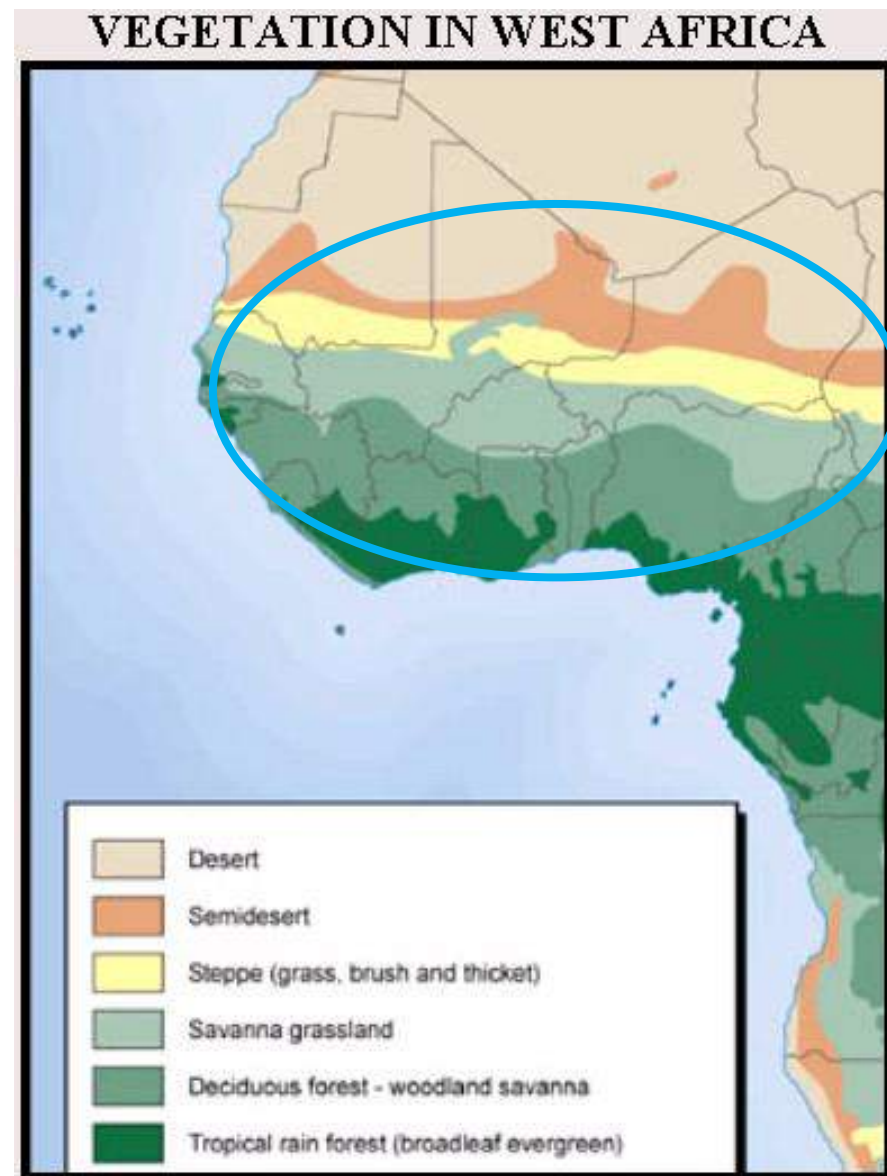 VEGETATION IN WEST AFRICA
Desert
Semidesert
Steppe (grass, brush and thicket)
Savanna grassland
Deciduous forest - woodland savanna
Tropical rain forest (broadleaf evergreen)